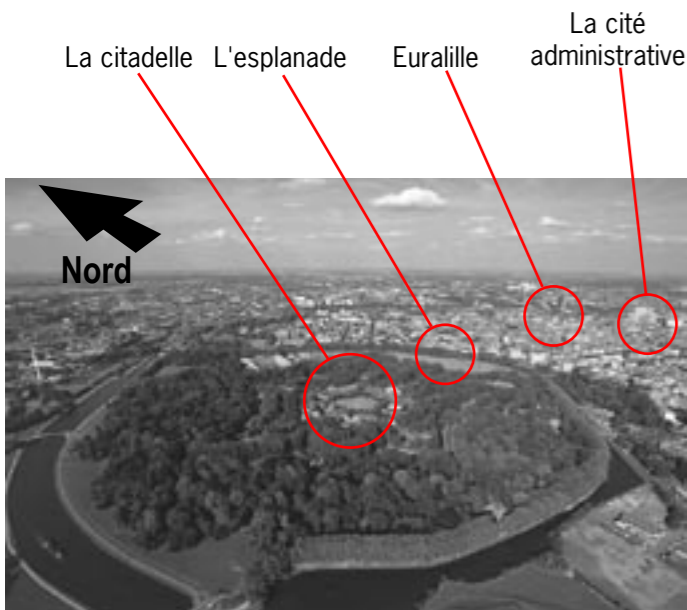 La citadelle
L'esplanade
Euralille
La cité
administrative
Nord